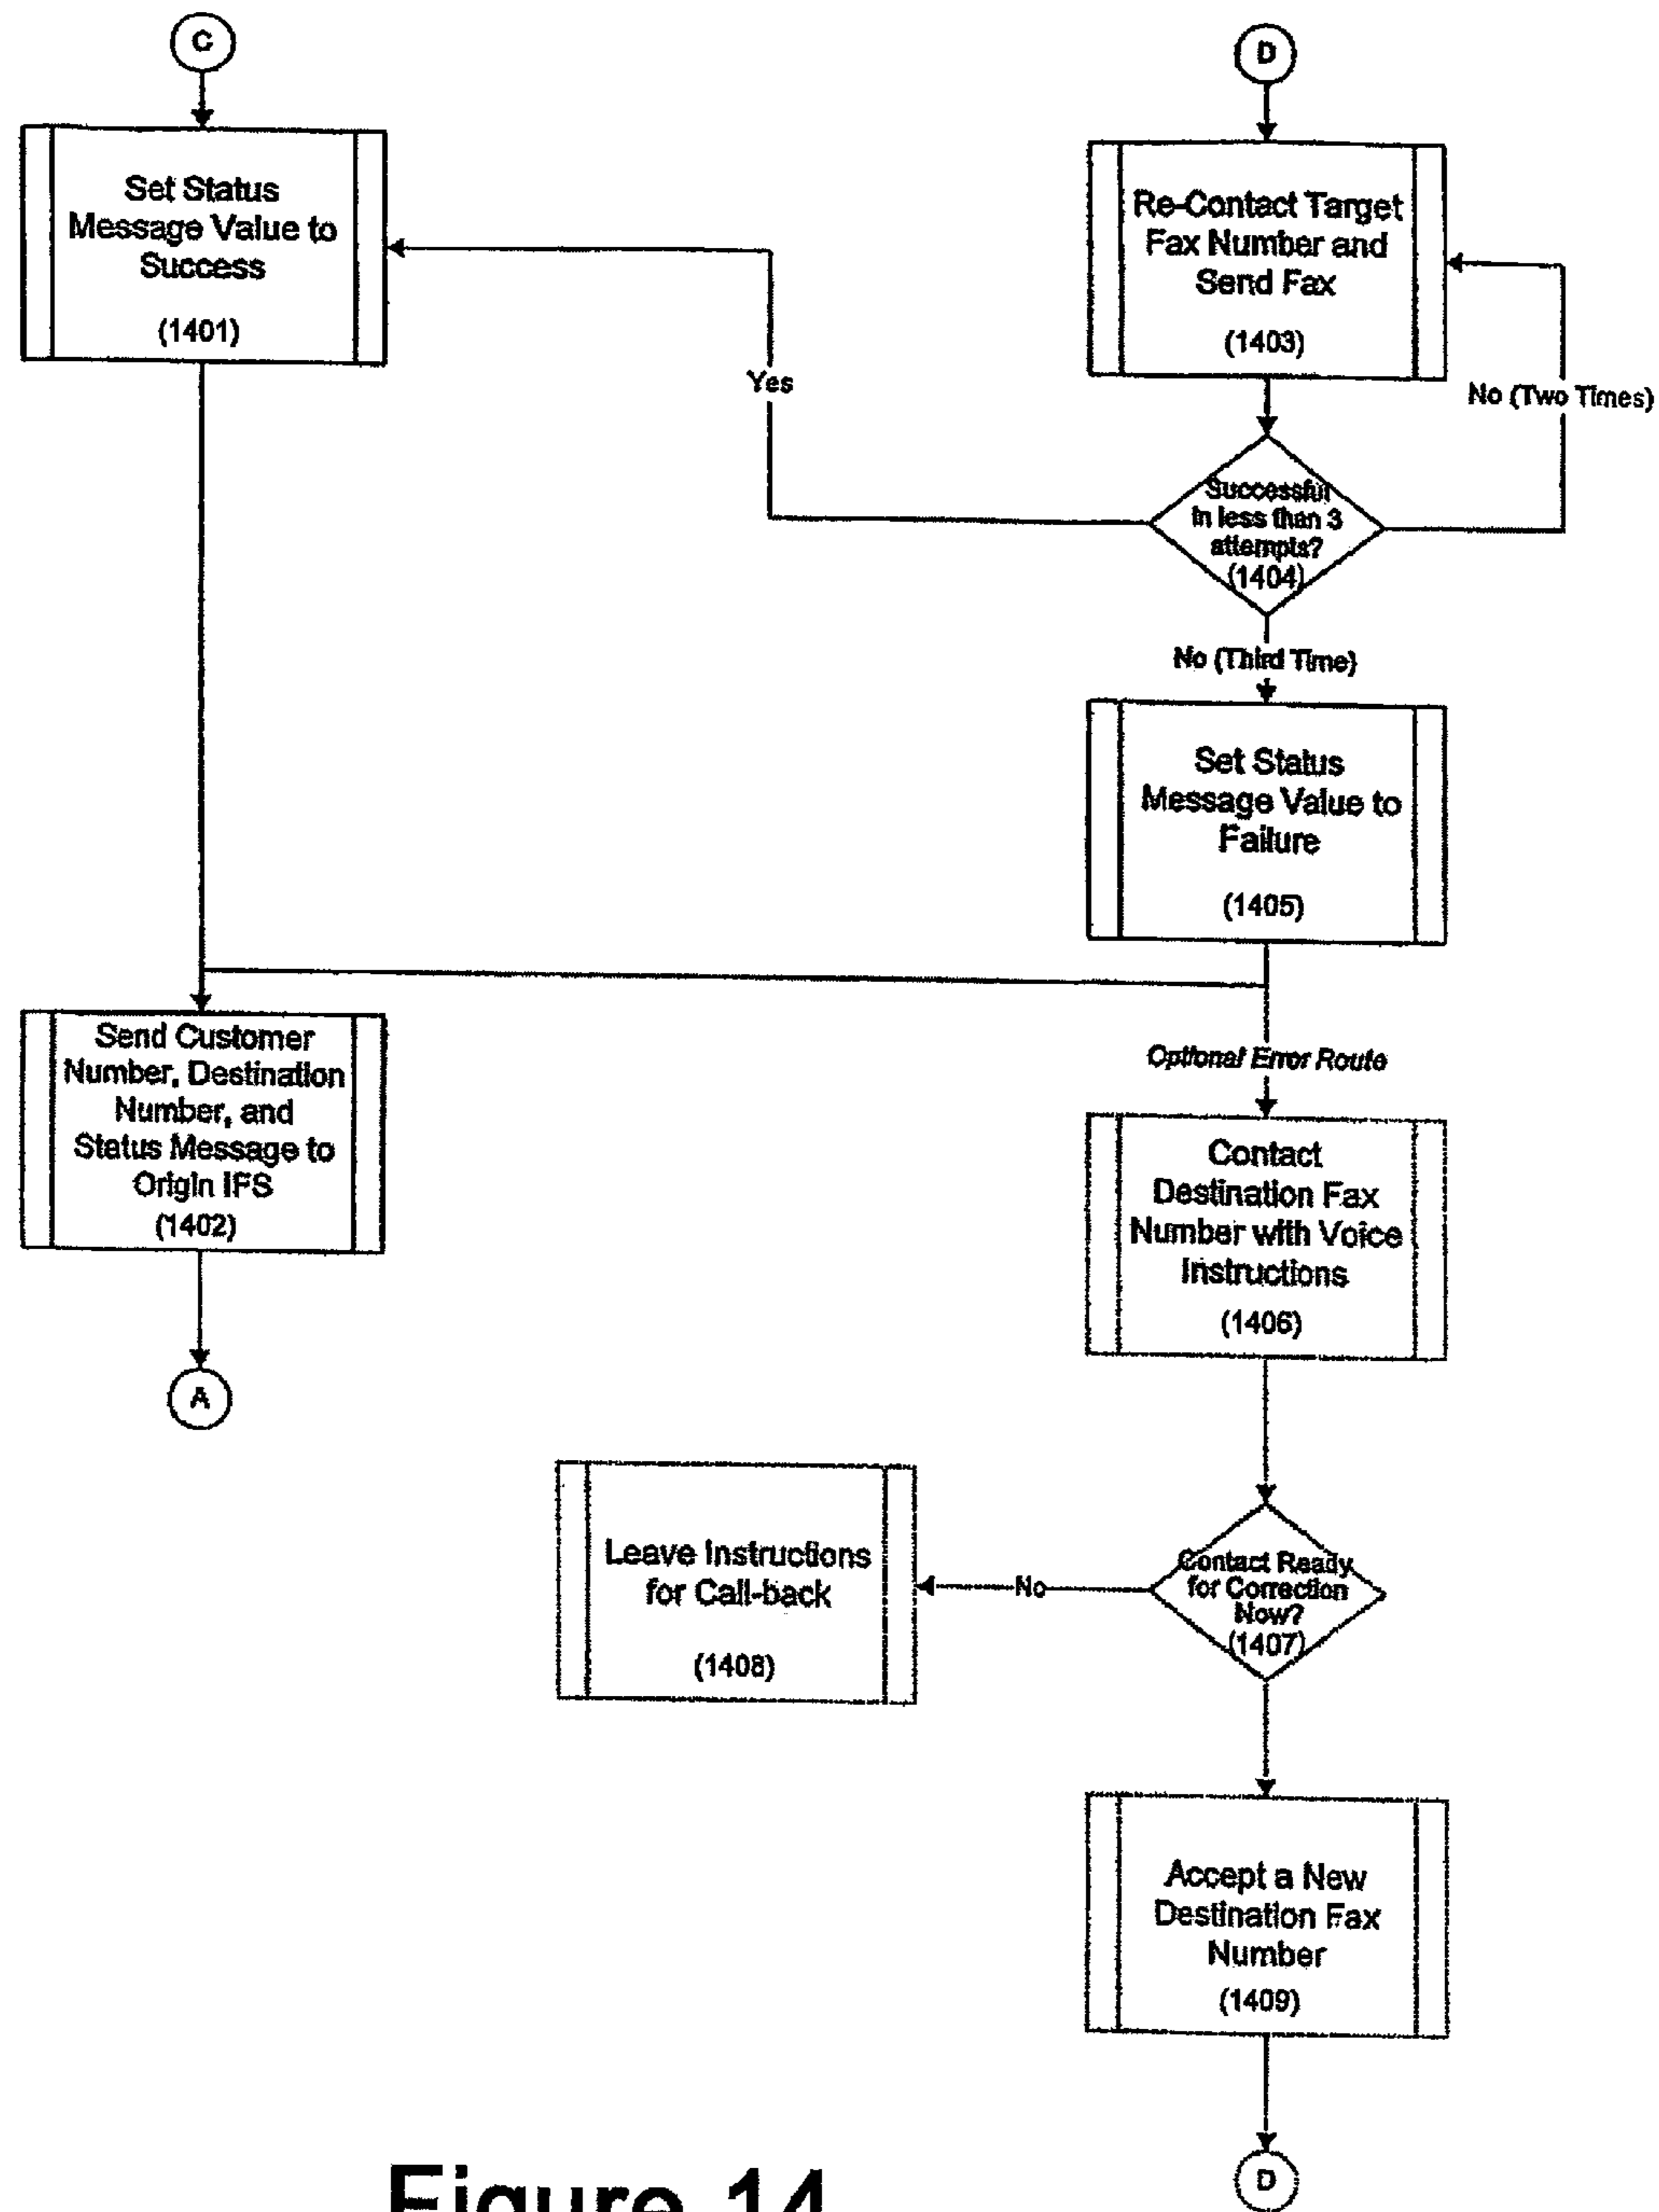 C
D
Set Status
Message Value to
Success
(1401)
Re-Contact Target
Fax Number and
Send Fax
(1403)
Yes
No (Two Times)
Successful
in less than 3
attempts?
(1404)
No (Third Time)
Set Status
Message Value to
Failure
(1405)
Send Customer
Number, Destination
Number, and
Status Message to
Origin IFS
(1402)
Optional Error Route
Contact
Destination Fax
Number with Voice
Instructions
(1406)
A
Leave Instructions
for Call-back
(1408)
No
Contact Ready
for Correction
Now?
(1407)
Accept a New
Destination Fax
Number
(1409)
D
Figure 14